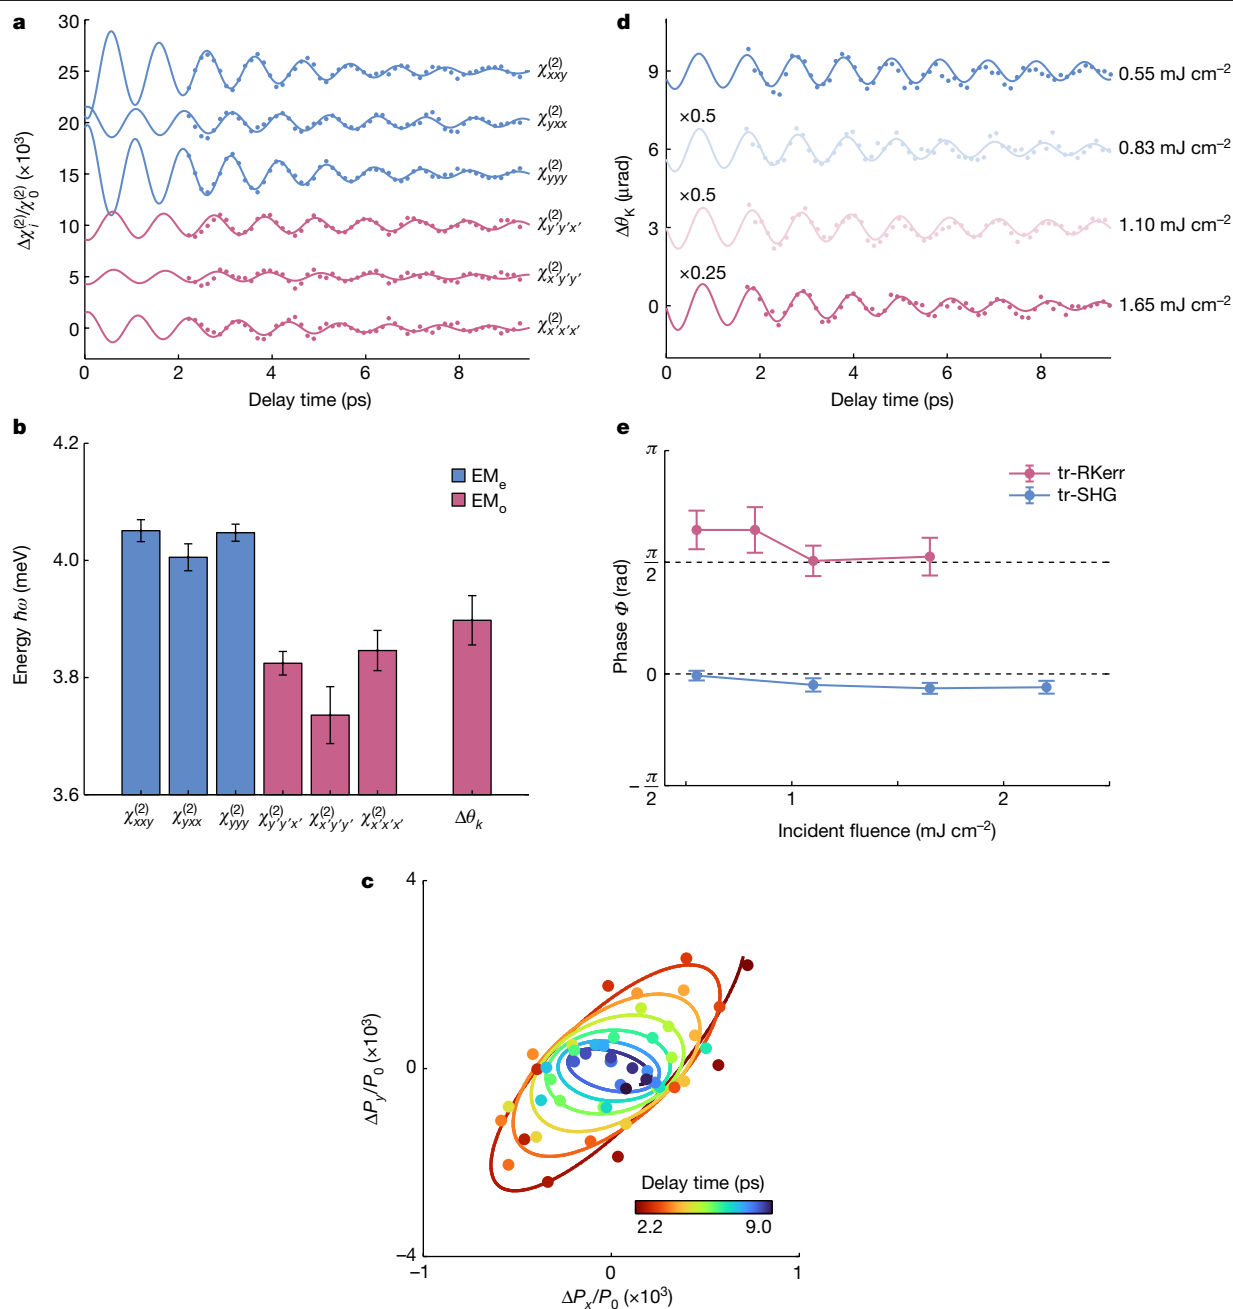 a
30
25
20
15
10
5
0
Δχᵢ⁽²⁾/χ₀⁽²⁾ (×10³)
χ⁽²⁾xxy
χ⁽²⁾yxx
χ⁽²⁾yyy
χ⁽²⁾y′y′x′
χ⁽²⁾x′y′y′
χ⁽²⁾x′x′x′
0 2 4 6 8
Delay time (ps)
d
9
6
3
0
Δθ_K (μrad)
0.55 mJ cm⁻²
×0.5
0.83 mJ cm⁻²
×0.5
1.10 mJ cm⁻²
×0.25
1.65 mJ cm⁻²
0 2 4 6 8
Delay time (ps)
b
4.2
4.0
3.8
3.6
Energy ħω (meV)
EMₑ
EMₒ
χ⁽²⁾xxy χ⁽²⁾yxx χ⁽²⁾yyy χ⁽²⁾y′y′x′ χ⁽²⁾x′y′y′ χ⁽²⁾x′x′x′ Δθₖ
e
π
π/2
0
−π/2
Phase Φ (rad)
tr-RKerr
tr-SHG
1 2
Incident fluence (mJ cm⁻²)
c
4
0
−4
ΔP_y/P₀ (×10³)
Delay time (ps)
2.2 9.0
−1 0 1
ΔPₓ/P₀ (×10³)